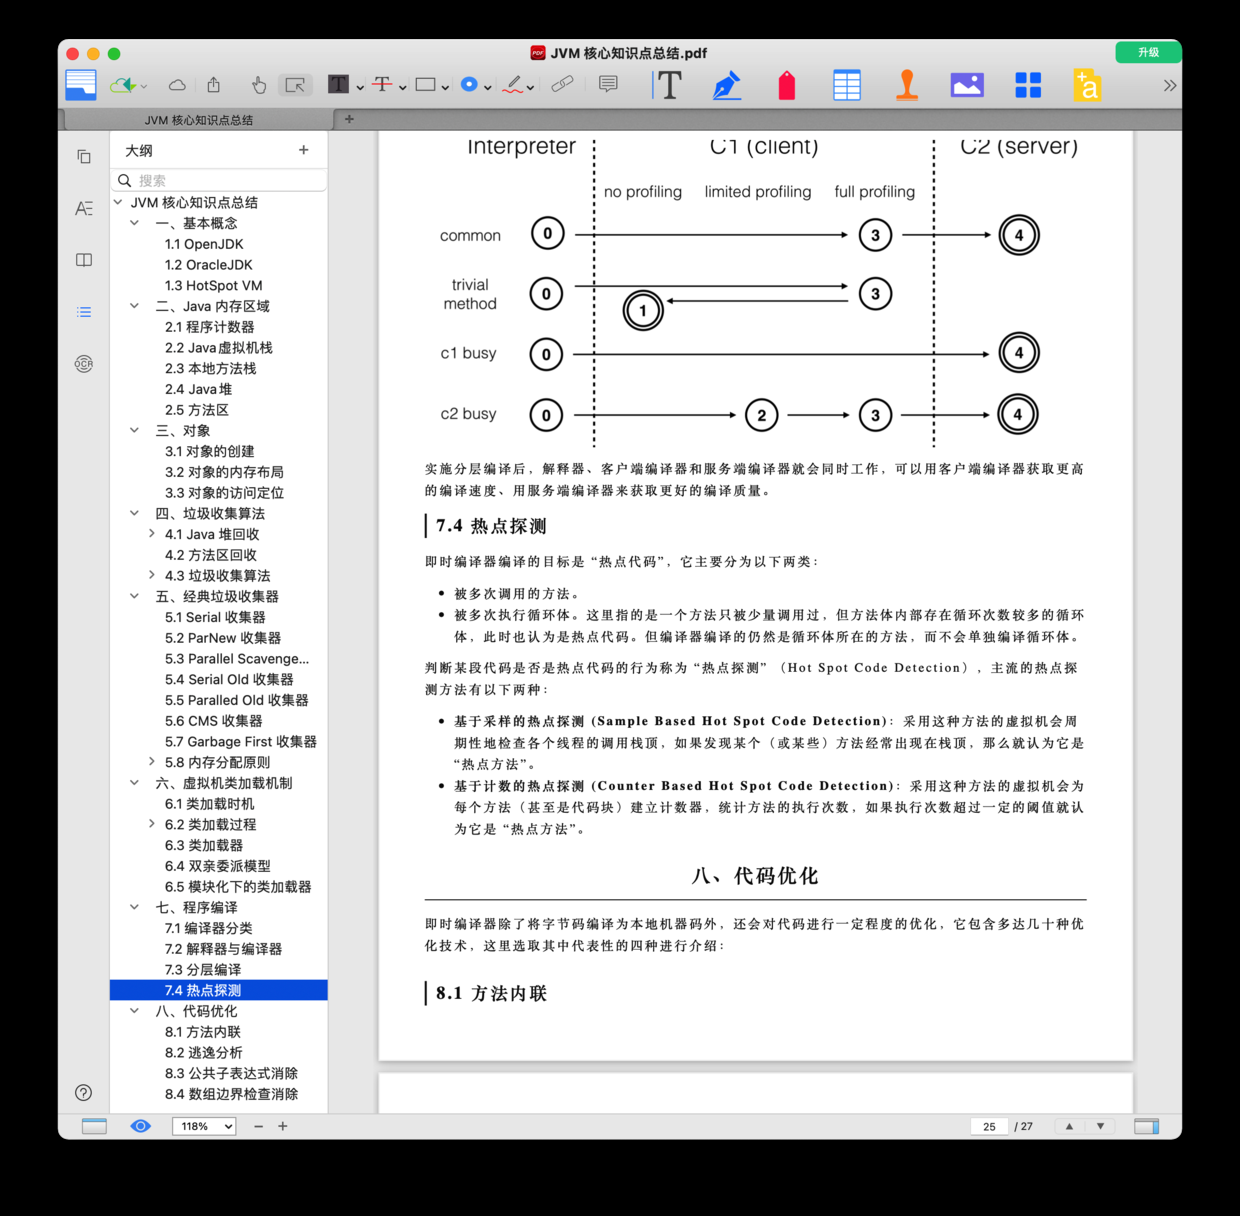 JVM 核心知识点总结.pdf
升级
JVM 核心知识点总结
大纲
搜索
JVM 核心知识点总结
一、基本概念
1.1 OpenJDK
1.2 OracleJDK
1.3 HotSpot VM
二、Java 内存区域
2.1 程序计数器
2.2 Java虚拟机栈
2.3 本地方法栈
2.4 Java堆
2.5 方法区
三、对象
3.1 对象的创建
3.2 对象的内存布局
3.3 对象的访问定位
四、垃圾收集算法
4.1 Java 堆回收
4.2 方法区回收
4.3 垃圾收集算法
五、经典垃圾收集器
5.1 Serial 收集器
5.2 ParNew 收集器
5.3 Parallel Scavenge...
5.4 Serial Old 收集器
5.5 Paralled Old 收集器
5.6 CMS 收集器
5.7 Garbage First 收集器
5.8 内存分配原则
六、虚拟机类加载机制
6.1 类加载时机
6.2 类加载过程
6.3 类加载器
6.4 双亲委派模型
6.5 模块化下的类加载器
七、程序编译
7.1 编译器分类
7.2 解释器与编译器
7.3 分层编译
7.4 热点探测
八、代码优化
8.1 方法内联
8.2 逃逸分析
8.3 公共子表达式消除
8.4 数组边界检查消除
Interpreter C1 (client) C2 (server)
no profiling limited profiling full profiling
common 0 3 4
trivial method 0 1 3
c1 busy 0 4
c2 busy 0 2 3 4
实施分层编译后，解释器、客户端编译器和服务端编译器就会同时工作，可以用客户端编译器获取更高
的编译速度、用服务端编译器来获取更好的编译质量。
7.4 热点探测
即时编译器编译的目标是 “热点代码”，它主要分为以下两类：
• 被多次调用的方法。
• 被多次执行循环体。这里指的是一个方法只被少量调用过，但方法体内部存在循环次数较多的循环
体，此时也认为是热点代码。但编译器编译的仍然是循环体所在的方法，而不会单独编译循环体。
判断某段代码是否是热点代码的行为称为 “热点探测” （Hot Spot Code Detection），主流的热点探
测方法有以下两种：
• 基于采样的热点探测 (Sample Based Hot Spot Code Detection)：采用这种方法的虚拟机会周
期性地检查各个线程的调用栈顶，如果发现某个（或某些）方法经常出现在栈顶，那么就认为它是
“热点方法”。
• 基于计数的热点探测 (Counter Based Hot Spot Code Detection)：采用这种方法的虚拟机会为
每个方法（甚至是代码块）建立计数器，统计方法的执行次数，如果执行次数超过一定的阈值就认
为它是 “热点方法”。
八、代码优化
即时编译器除了将字节码编译为本地机器码外，还会对代码进行一定程度的优化，它包含多达几十种优
化技术，这里选取其中代表性的四种进行介绍：
8.1 方法内联
118%
25 / 27